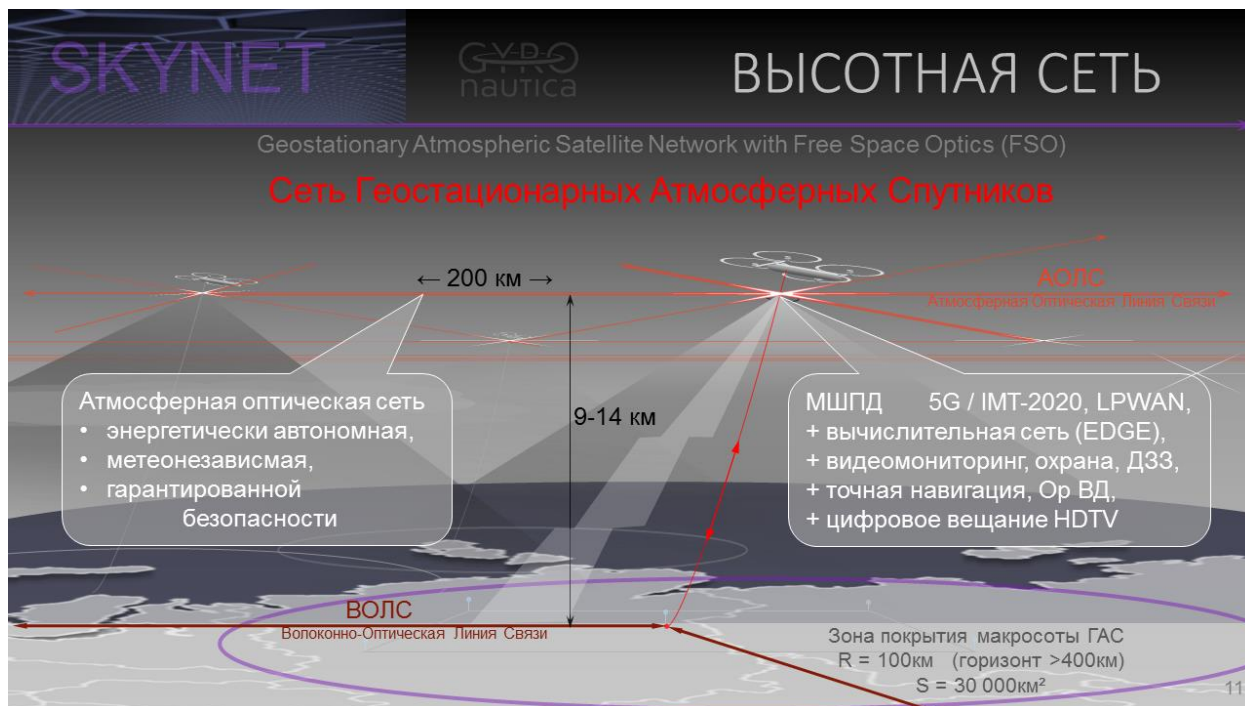 SKYNET
GYRO
nautica
ВЫСОТНАЯ СЕТЬ
Geostationary Atmospheric Satellite Network with Free Space Optics (FSO)
Сеть Геостационарных Атмосферных Спутников
← 200 км →
АОЛС
Атмосферная Оптическая Линия Связи
9-14 км
Атмосферная оптическая сеть
• энергетически автономная,
• метеонезависмая,
• гарантированной
безопасности
МШПД 5G / IMT-2020, LPWAN,
+ вычислительная сеть (EDGE),
+ видеомониторинг, охрана, ДЗЗ,
+ точная навигация, Ор ВД,
+ цифровое вещание HDTV
ВОЛС
Волоконно-Оптическая Линия Связи
Зона покрытия макросоты ГАС
R = 100км (горизонт >400км)
S = 30 000км²
11